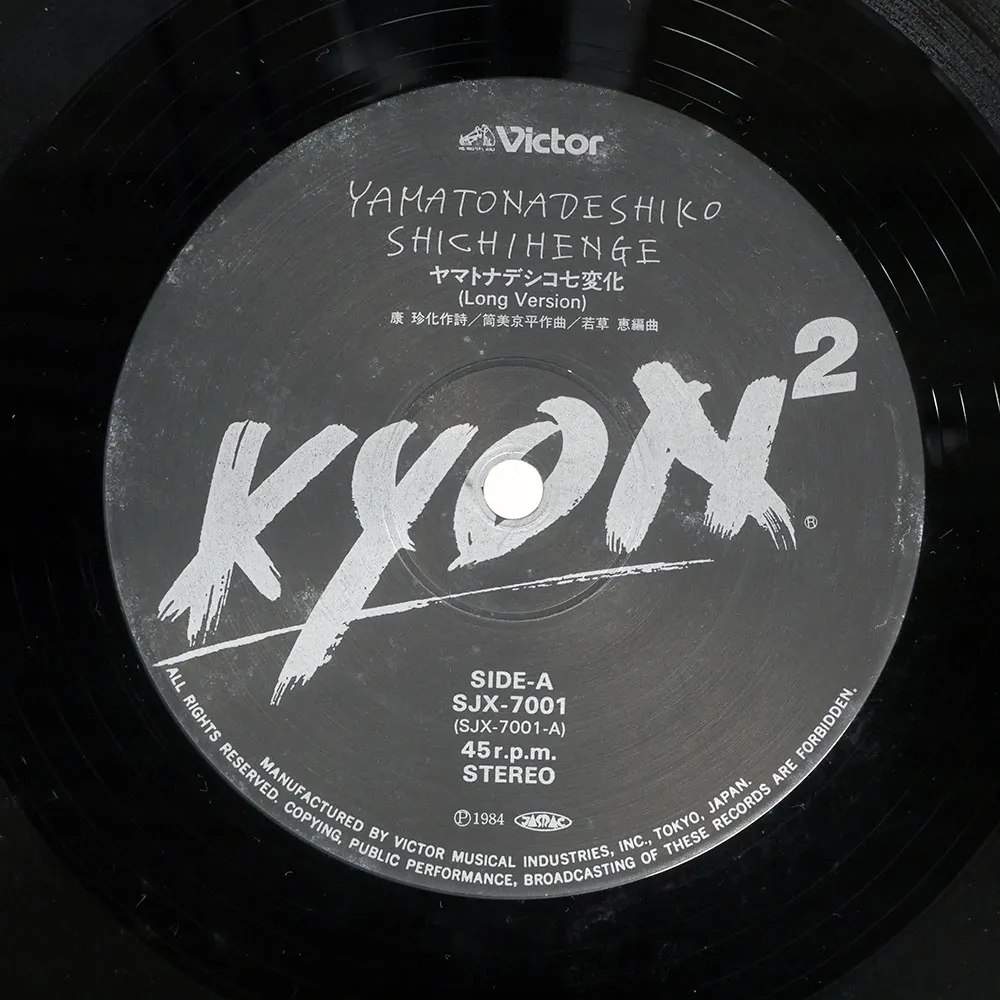 Victor
YAMATONADESHIKO
SHICHIHENGE
ヤマトナデシコ七変化
(Long Version)
康 珍化作詩／筒美京平作曲／若草 恵編曲
KYON²
®
SIDE-A
SJX-7001
(SJX-7001-A)
45 r.p.m.
STEREO
Ⓟ1984 JASRAC
MANUFACTURED BY VICTOR MUSICAL INDUSTRIES, INC., TOKYO, JAPAN.
ALL RIGHTS RESERVED. COPYING, PUBLIC PERFORMANCE, BROADCASTING OF THESE RECORDS ARE FORBIDDEN.